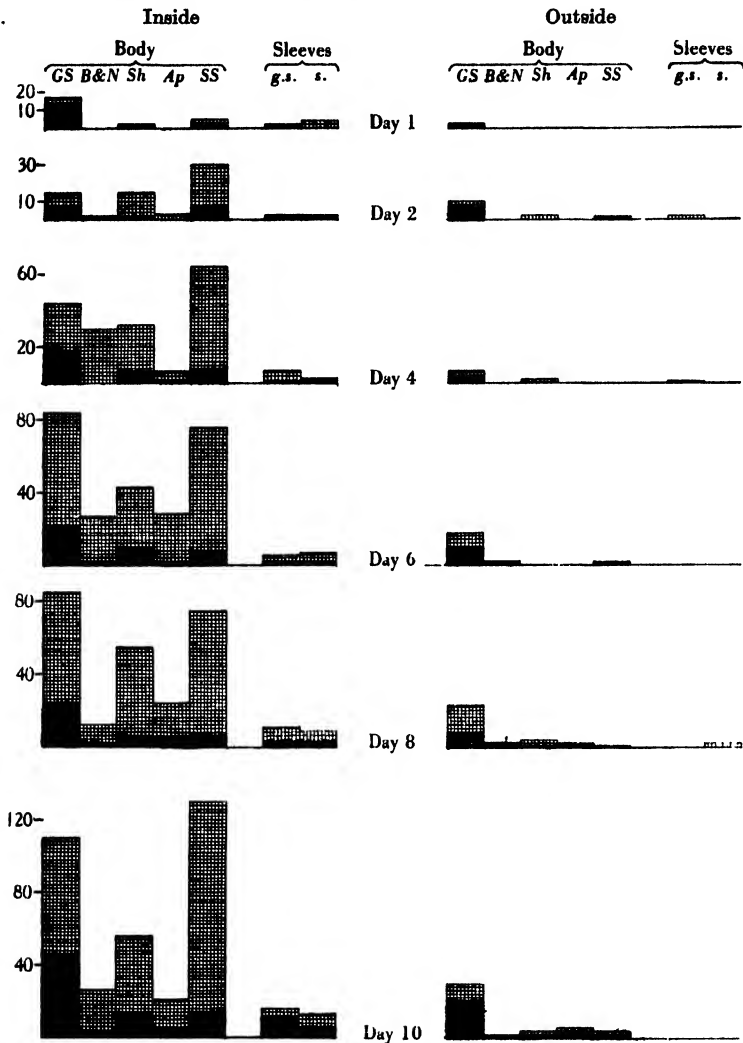 Inside Outside
Body Sleeves Body Sleeves
GS B&N Sh Ap SS g.s. s. GS B&N Sh Ap SS g.s. s.
20
10
Day 1
30
10
Day 2
60
20
Day 4
80
40
Day 6
80
40
Day 8
120
80
40
Day 10